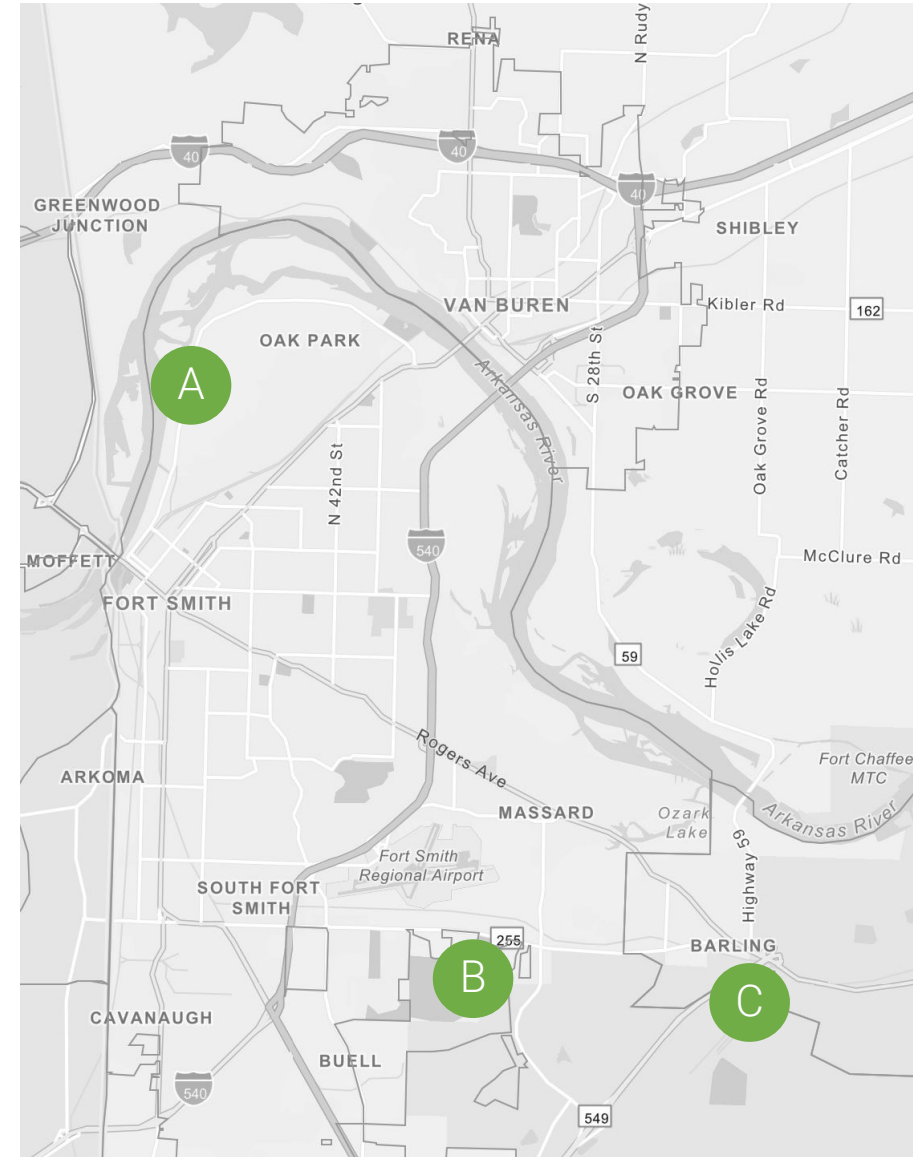 RENA
N Rudy
40
40
40
GREENWOOD
JUNCTION
SHIBLEY
VAN BUREN
Kibler Rd
162
OAK PARK
Arkansas River
S 28th St
OAK GROVE
A
Oak Grove Rd
Catcher Rd
N 42nd St
540
MOFFETT
McClure Rd
FORT SMITH
Hollis Lake Rd
59
Rogers Ave
ARKOMA
Fort Chaffee
MTC
MASSARD
Ozark
Lake
Arkansas River
Fort Smith
Regional Airport
Highway 59
SOUTH FORT
SMITH
255
BARLING
B
C
CAVANAUGH
BUELL
540
549